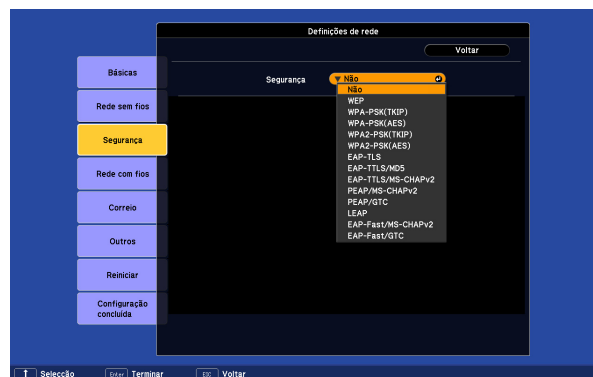 Definições de rede
Voltar
Básicas
Rede sem fios
Segurança
Rede com fios
Correio
Outros
Reiniciar
Configuração
concluída
Segurança
Não
Não
WEP
WPA-PSK(TKIP)
WPA-PSK(AES)
WPA2-PSK(TKIP)
WPA2-PSK(AES)
EAP-TLS
EAP-TTLS/MD5
EAP-TTLS/MS-CHAPv2
PEAP/MS-CHAPv2
PEAP/GTC
LEAP
EAP-Fast/MS-CHAPv2
EAP-Fast/GTC
Selecção Enter Terminar ESC Voltar